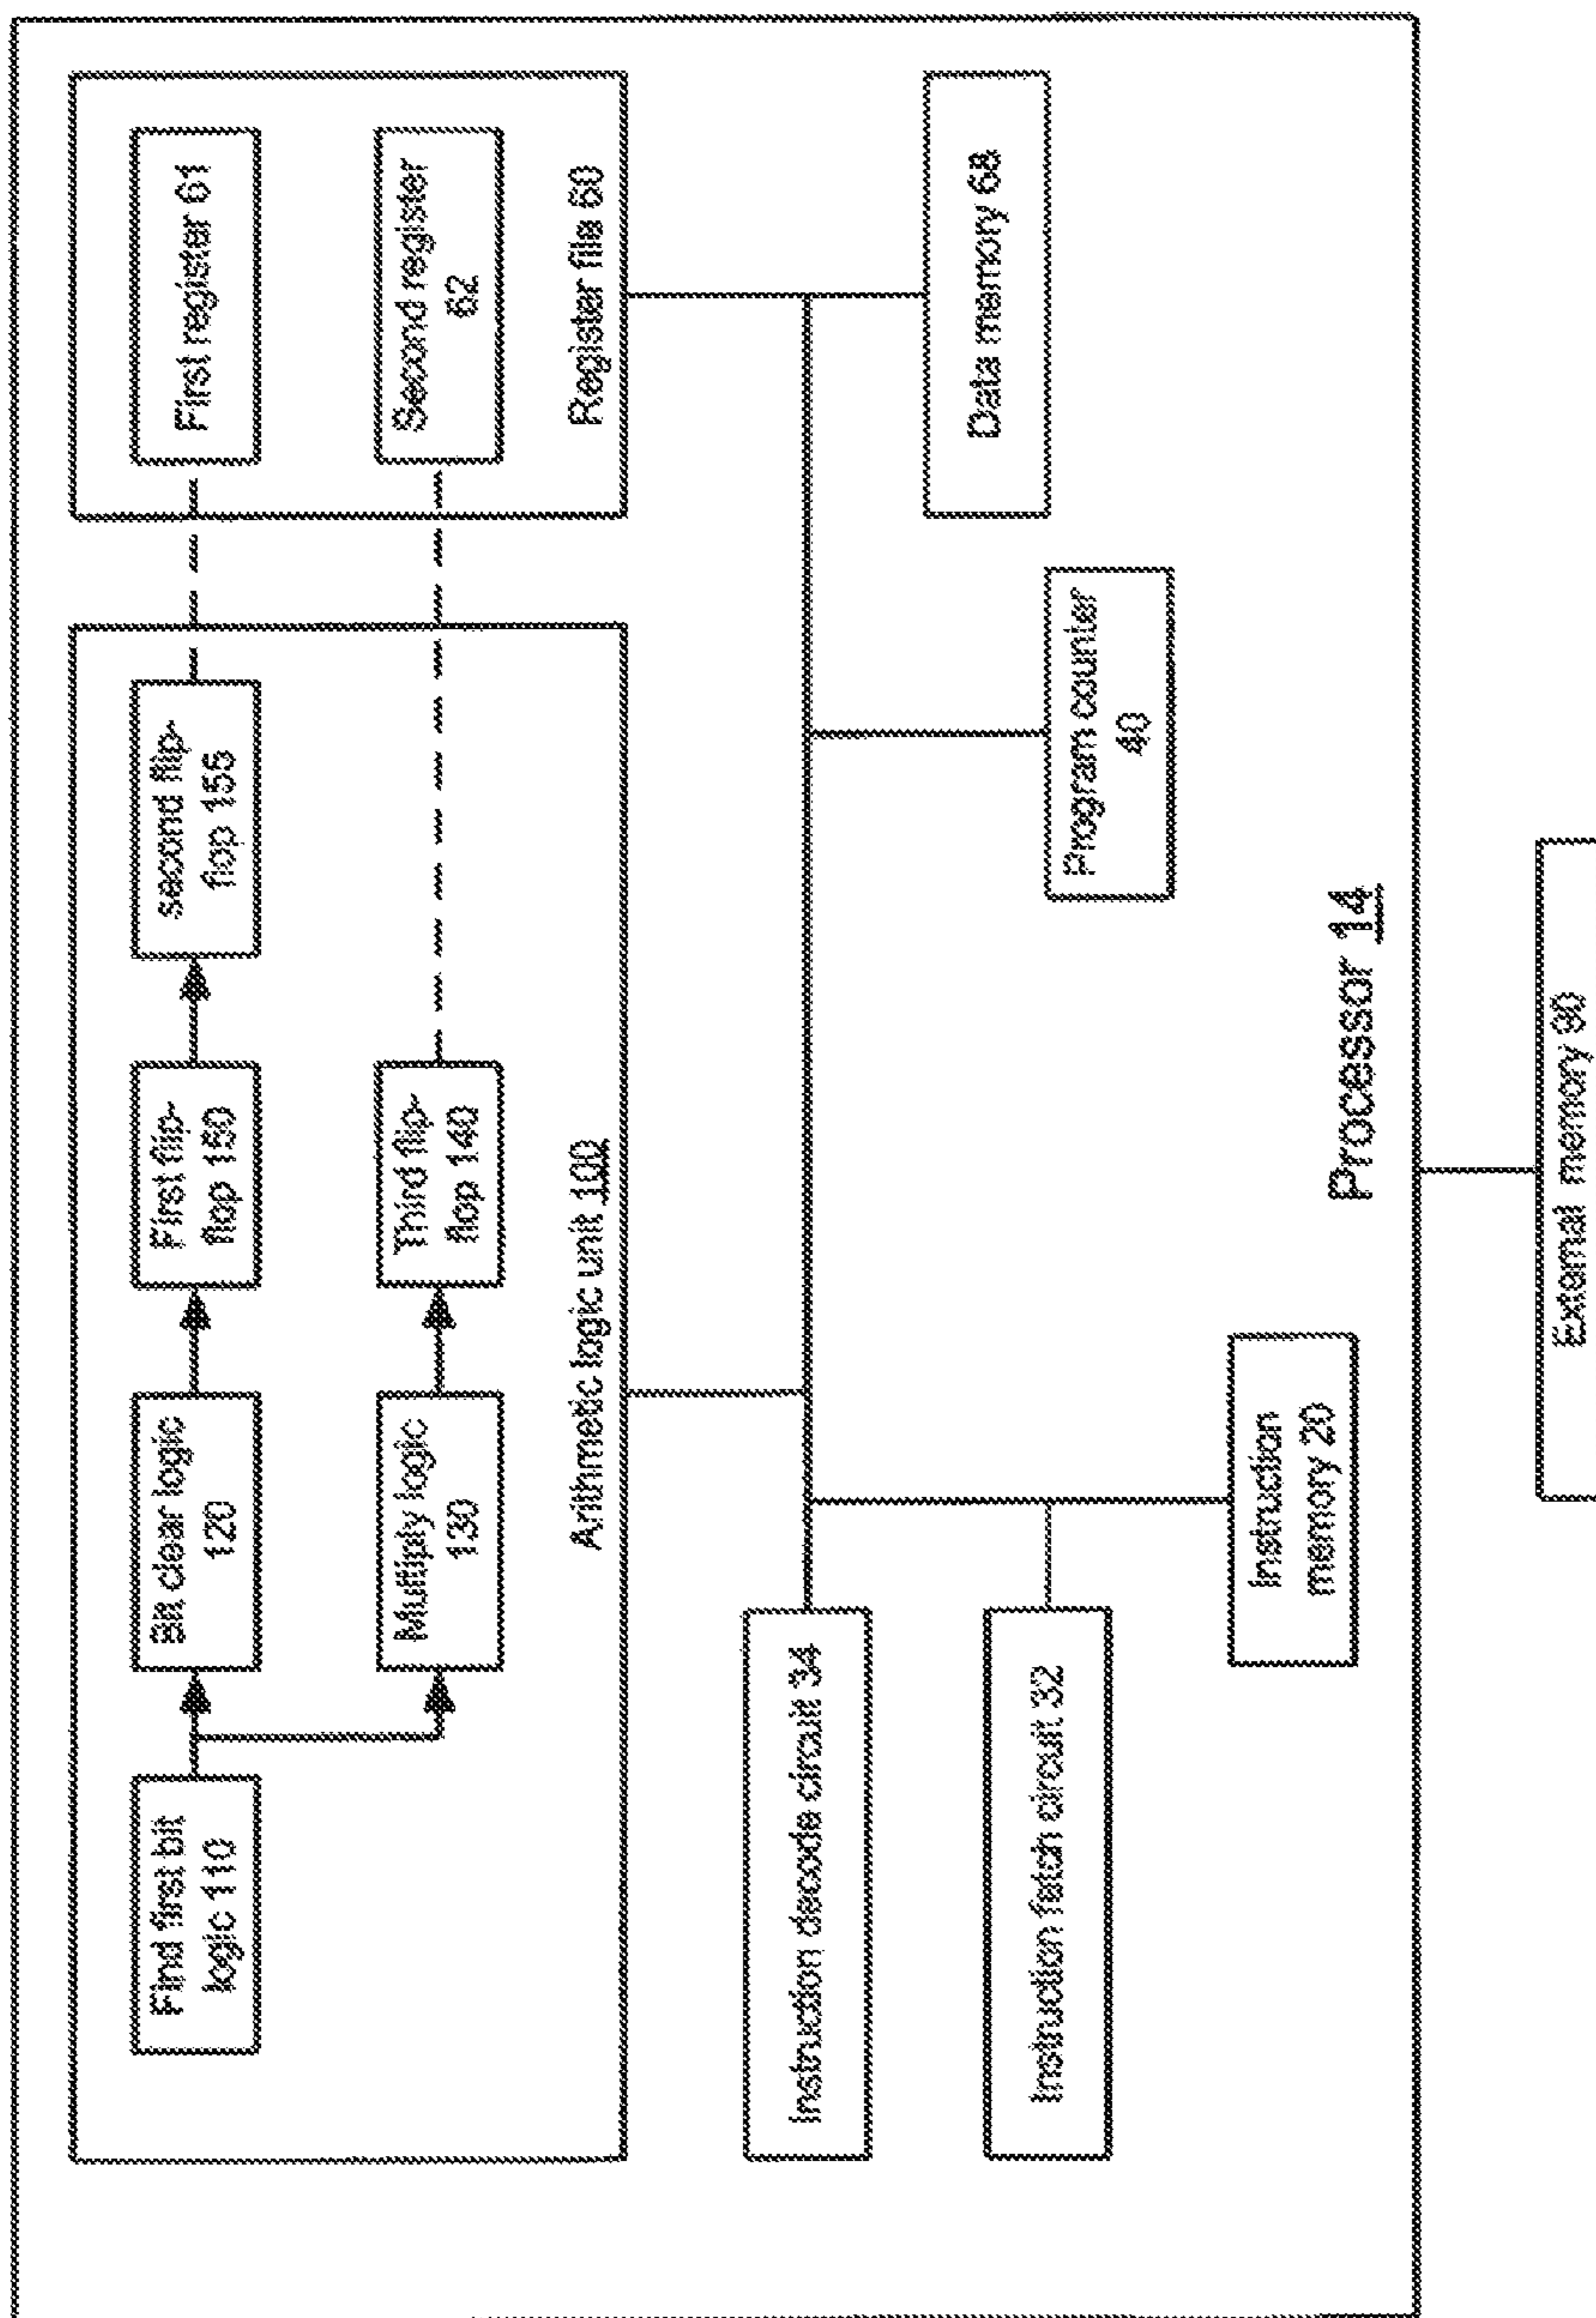 Find first bit
logic 110
Bit clear logic
120
First flip-
flop 150
second flip-
flop 155
First register 61
Multiply logic
130
Third flip-
flop 140
Second register
62
Arithmetic logic unit 100
Register file 60
Instruction decode circuit 34
Data memory 68
Instruction fetch circuit 32
Program counter
40
Instruction
memory 20
Processor 14
External memory 90